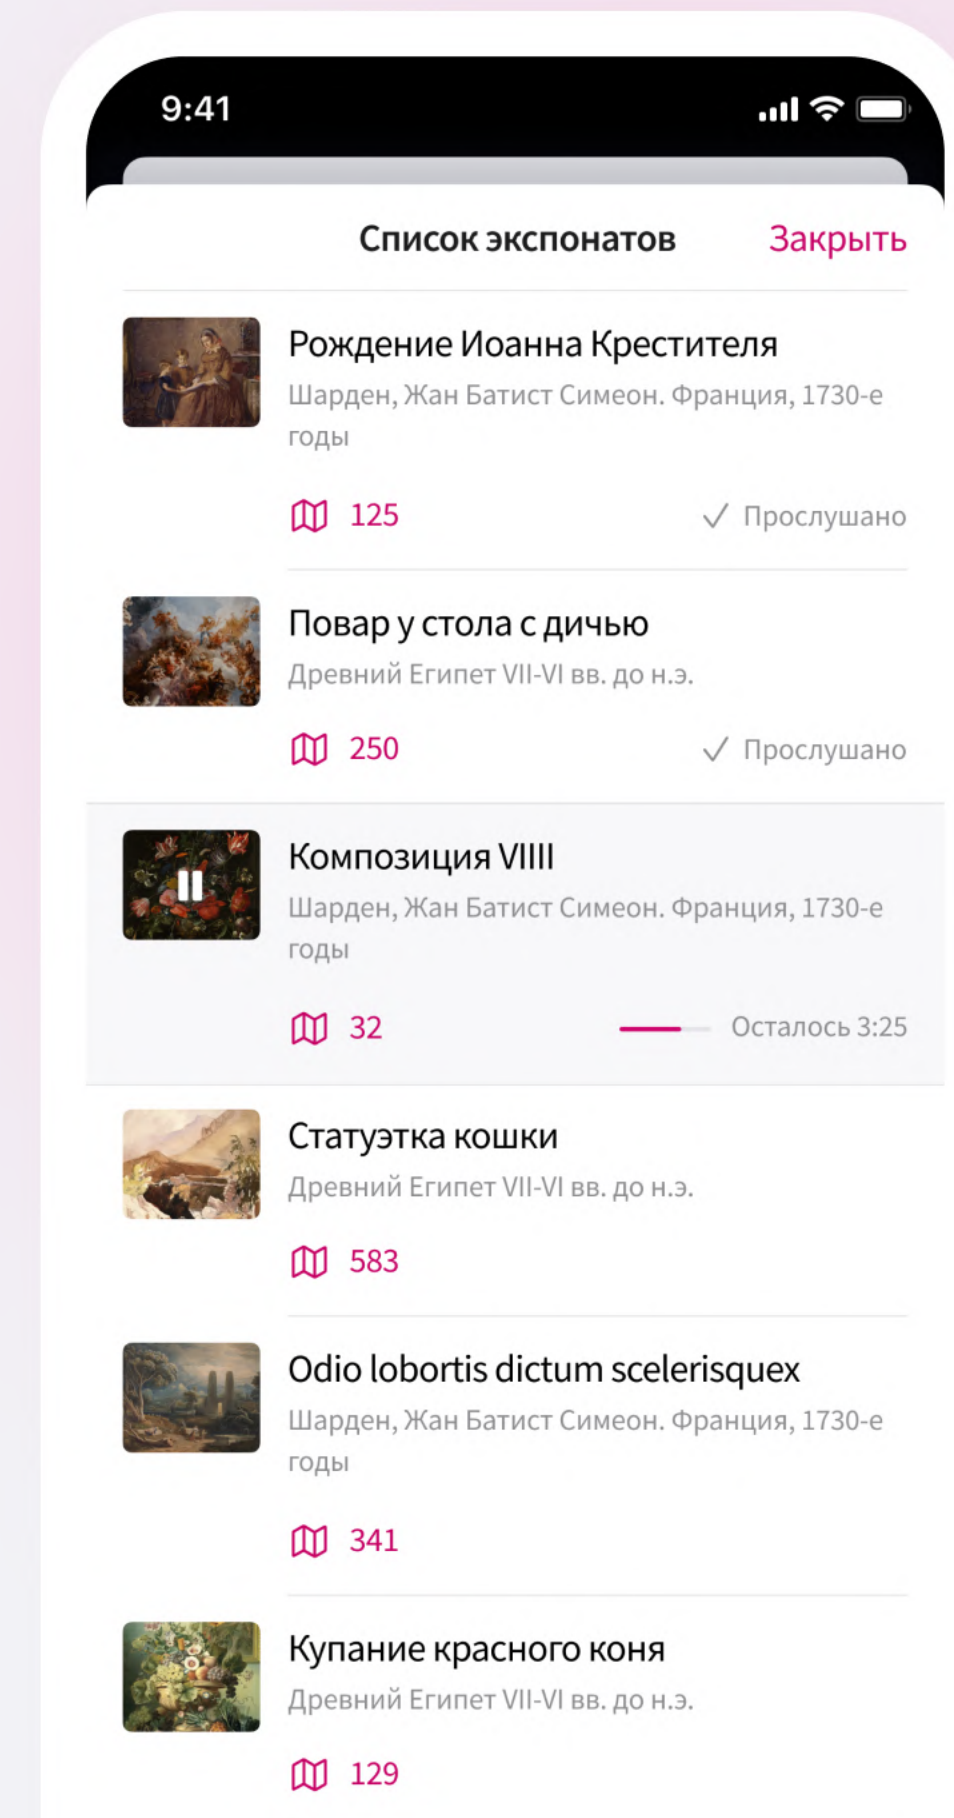 9:41
Список экспонатов
Закрыть
Рождение Иоанна Крестителя
Шарден, Жан Батист Симеон. Франция, 1730-е
годы
125
Прослушано
Повар у стола с дичью
Древний Египет VII-VI вв. до н.э.
250
Прослушано
Композиция VIIII
Шарден, Жан Батист Симеон. Франция, 1730-е
годы
32
Осталось 3:25
Статуэтка кошки
Древний Египет VII-VI вв. до н.э.
583
Odio lobortis dictum scelerisquex
Шарден, Жан Батист Симеон. Франция, 1730-е
годы
341
Купание красного коня
Древний Египет VII-VI вв. до н.э.
129